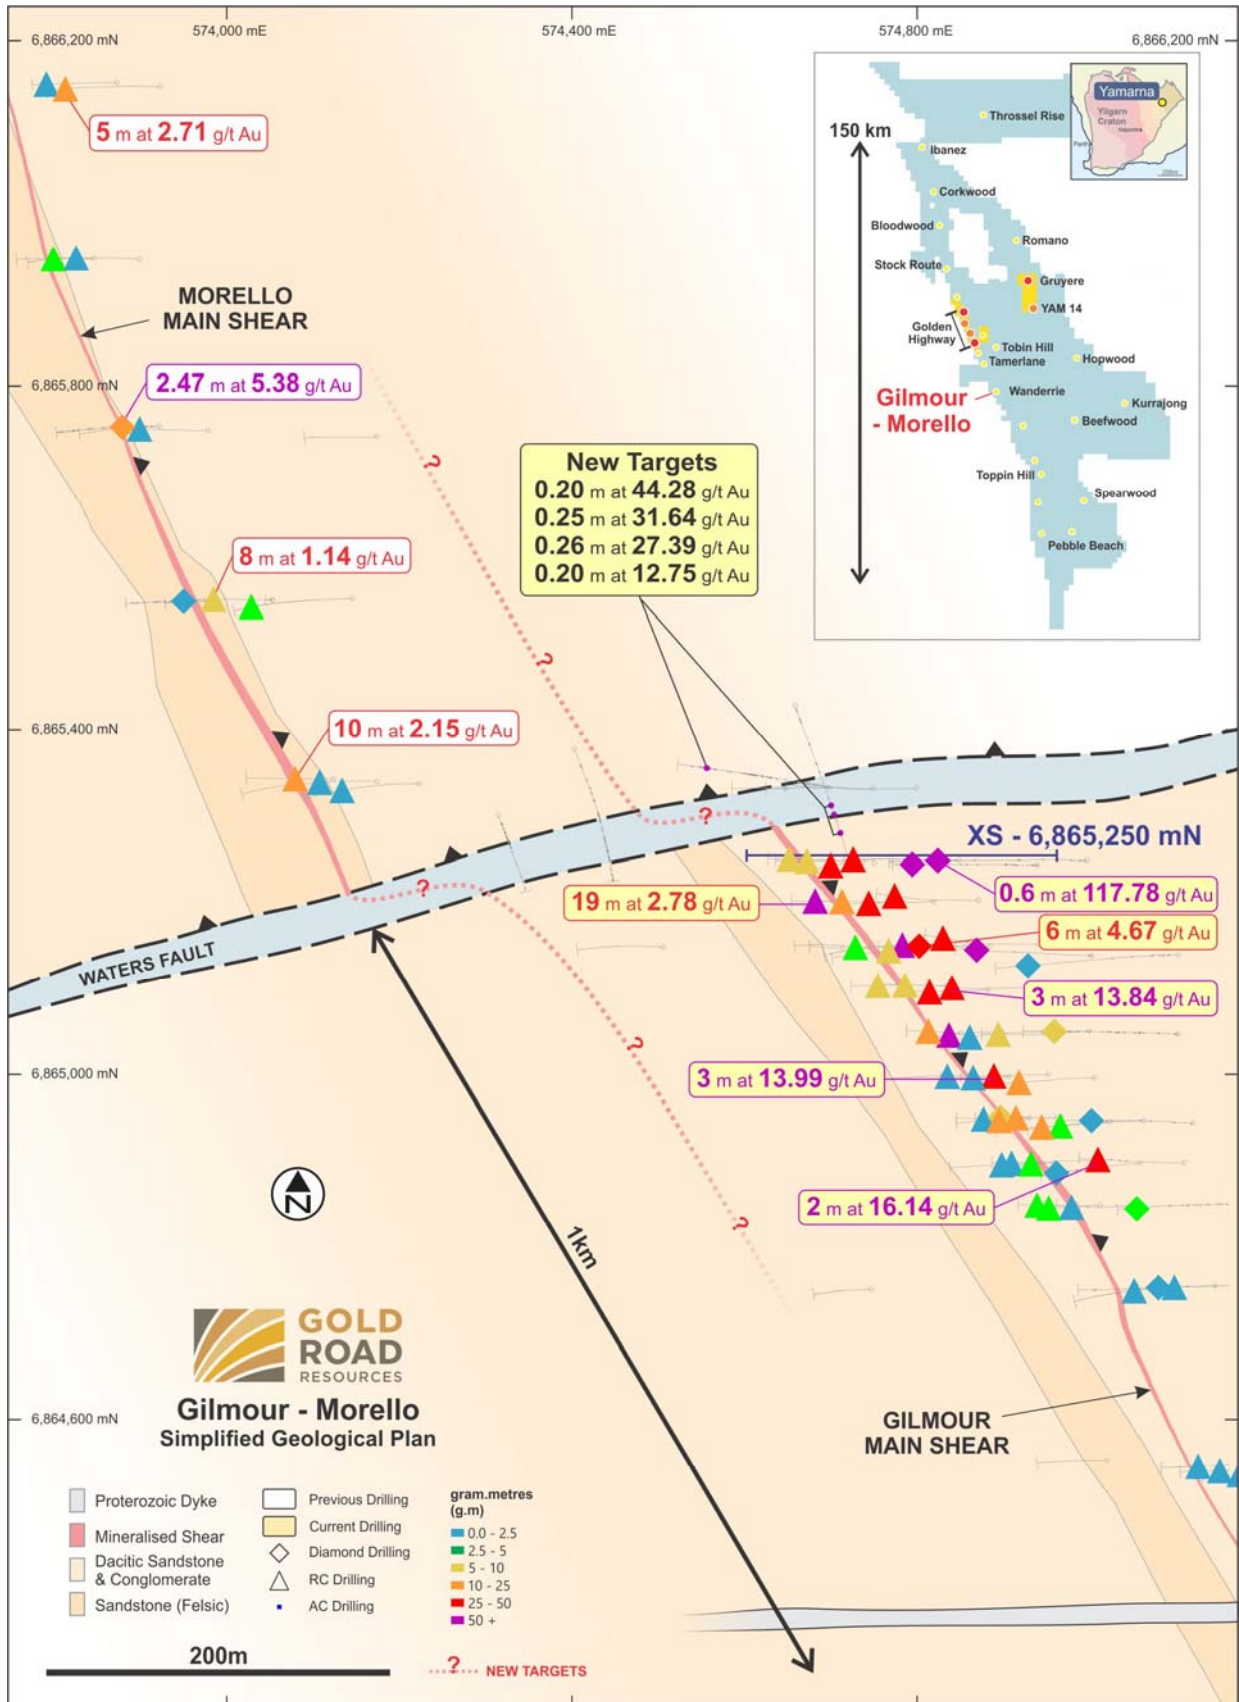 574,000 mE
574,400 mE
574,800 mE
6,866,200 mN
6,866,200 mN
5 m at 2.71 g/t Au
MORELLO
MAIN SHEAR
6,865,800 mN
2.47 m at 5.38 g/t Au
8 m at 1.14 g/t Au
6,865,400 mN
10 m at 2.15 g/t Au
New Targets
0.20 m at 44.28 g/t Au
0.25 m at 31.64 g/t Au
0.26 m at 27.39 g/t Au
0.20 m at 12.75 g/t Au
150 km
Throssel Rise
Ibanez
Corkwood
Bloodwood
Romano
Stock Route
Gruyere
YAM 14
Golden
Highway
Tobin Hill
Tamerlane
Hopwood
Wanderrie
Gilmour
- Morello
Kurrajong
Beefwood
Toppin Hill
Spearwood
Pebble Beach
Yamarna
Yilgarn
Craton
Perth
?
?
?
?
?
?
XS - 6,865,250 mN
19 m at 2.78 g/t Au
0.6 m at 117.78 g/t Au
6 m at 4.67 g/t Au
3 m at 13.84 g/t Au
WATERS FAULT
6,865,000 mN
3 m at 13.99 g/t Au
2 m at 16.14 g/t Au
N
1km
GOLD
ROAD
RESOURCES
Gilmour - Morello
Simplified Geological Plan
6,864,600 mN
GILMOUR
MAIN SHEAR
Proterozoic Dyke
Mineralised Shear
Dacitic Sandstone
& Conglomerate
Sandstone (Felsic)
Previous Drilling
Current Drilling
Diamond Drilling
RC Drilling
AC Drilling
gram.metres
(g.m)
0.0 - 2.5
2.5 - 5
5 - 10
10 - 25
25 - 50
50 +
200m
? NEW TARGETS